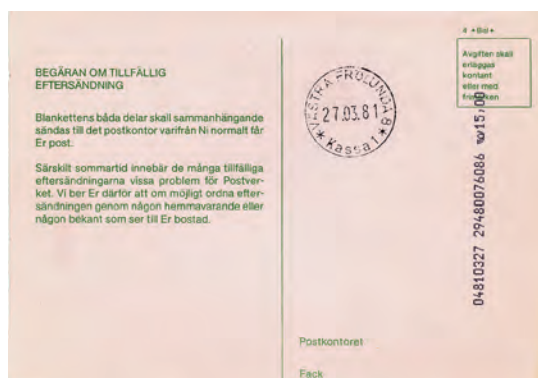 BEGÄRAN OM TILLFÄLLIG
EFTERSÄNDNING
Blankettens båda delar skall sammanhängande
sändas till det postkontor varifrån Ni normalt får
Er post.
Särskilt sommartid innebär de många tillfälliga
eftersändningarna vissa problem för Postver-
ket. Vi ber Er därför att om möjligt ordna efter-
sändningen genom någon hemmavarande eller
någon bekant som ser till Er bostad.
VÄSTRA FRÖLUNDA 8
27.03.81
* Kassa 1 *
Avgiften skall
erläggas
kontant
eller med
04810327 29480076086 15,00
Postkontoret
Fack